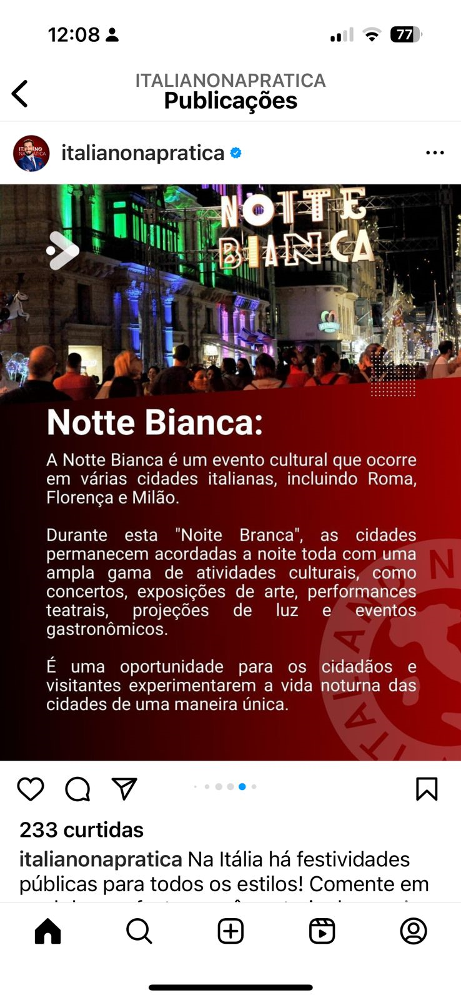 12:08
77
ITALIANONAPRATICA
Publicações
italianonapratica
NOTTE
BIANCA
Notte Bianca:
A Notte Bianca é um evento cultural que ocorre
em várias cidades italianas, incluindo Roma,
Florença e Milão.
Durante esta "Noite Branca", as cidades
permanecem acordadas a noite toda com uma
ampla gama de atividades culturais, como
concertos, exposições de arte, performances
teatrais, projeções de luz e eventos
gastronômicos.
É uma oportunidade para os cidadãos e
visitantes experimentarem a vida noturna das
cidades de uma maneira única.
233 curtidas
italianonapratica Na Itália há festividades
públicas para todos os estilos! Comente em